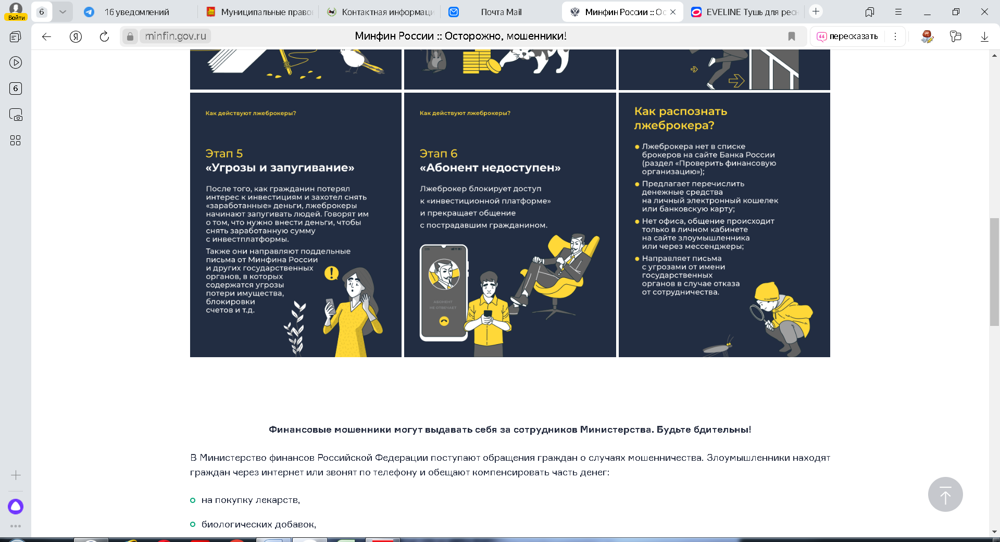 Войти
6
16 уведомлений
Муниципальные право
Контактная информаци
Почта Mail
Минфин России :: Ос
EVELINE Тушь для ресн
Я
minfin.gov.ru
Минфин России :: Осторожно, мошенники!
пересказать
6
Как действуют лжеброкеры?
Этап 5
«Угрозы и запугивание»
После того, как гражданин потерял
интерес к инвестициям и захотел снять
«заработанные» деньги, лжеброкеры
начинают запугивать людей. Говорят им
о том, что нужно внести деньги, чтобы
снять заработанную сумму
с инвестплатформы.
Также они направляют поддельные
письма от Минфина России
и других государственных
органов, в которых
содержатся угрозы
потери имущества,
блокировки
счетов и т.д.
Как действуют лжеброкеры?
Этап 6
«Абонент недоступен»
Лжеброкер блокирует доступ
к «инвестиционной платформе»
и прекращает общение
с пострадавшим гражданином.
АБОНЕНТ
НЕ ОТВЕЧАЕТ
Как распознать
лжеброкера?
Лжеброкера нет в списке
брокеров на сайте Банка России
(раздел «Проверить финансовую
организацию»);
Предлагает перечислить
денежные средства
на личный электронный кошелек
или банковскую карту;
Нет офиса, общение происходит
только в личном кабинете
на сайте злоумышленника
или через мессенджеры;
Направляет письма
с угрозами от имени
государственных
органов в случае отказа
от сотрудничества.
Финансовые мошенники могут выдавать себя за сотрудников Министерства. Будьте бдительны!
В Министерство финансов Российской Федерации поступают обращения граждан о случаях мошенничества. Злоумышленники находят
граждан через интернет или звонят по телефону и обещают компенсировать часть денег:
на покупку лекарств,
биологических добавок,